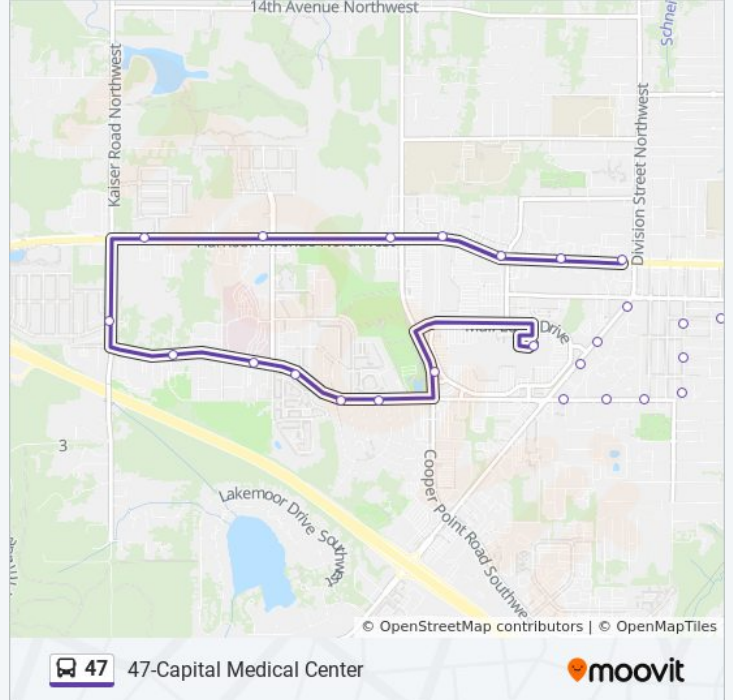 14th Avenue Northwest
Kaiser Road Northwest
Division Street Northwest
Drive
3
Lakemoor Drive
Cooper Point Road Southwe
© OpenStreetMap contributors | © OpenMapTiles
47
47-Capital Medical Center
moovit